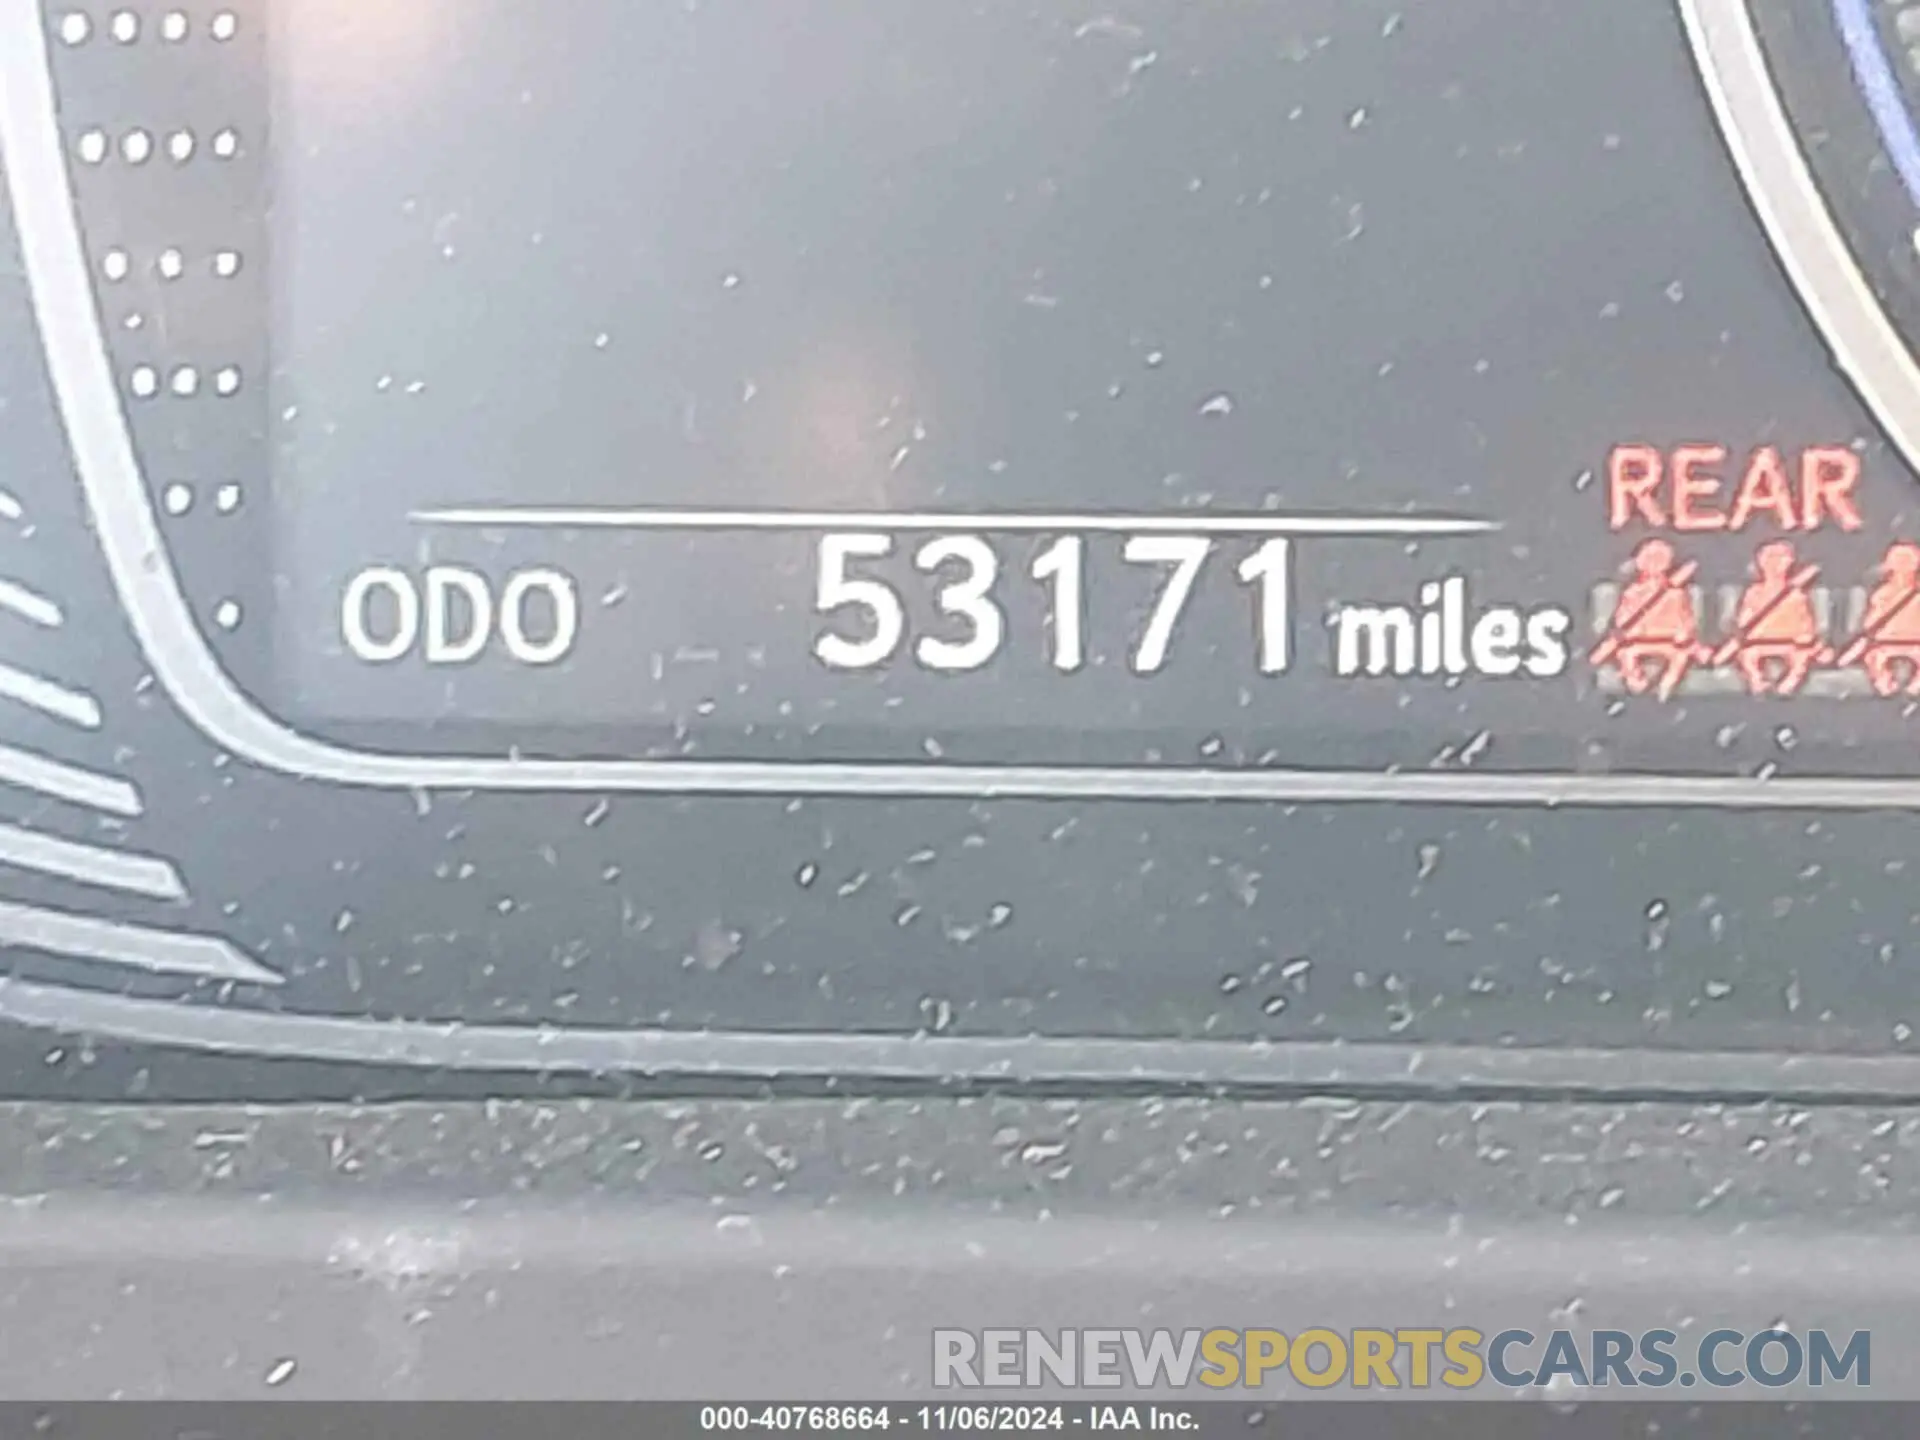 REAR
ODO 53171 miles
RENEWSPORTSCARS.COM
000-40768664 - 11/06/2024 - IAA Inc.